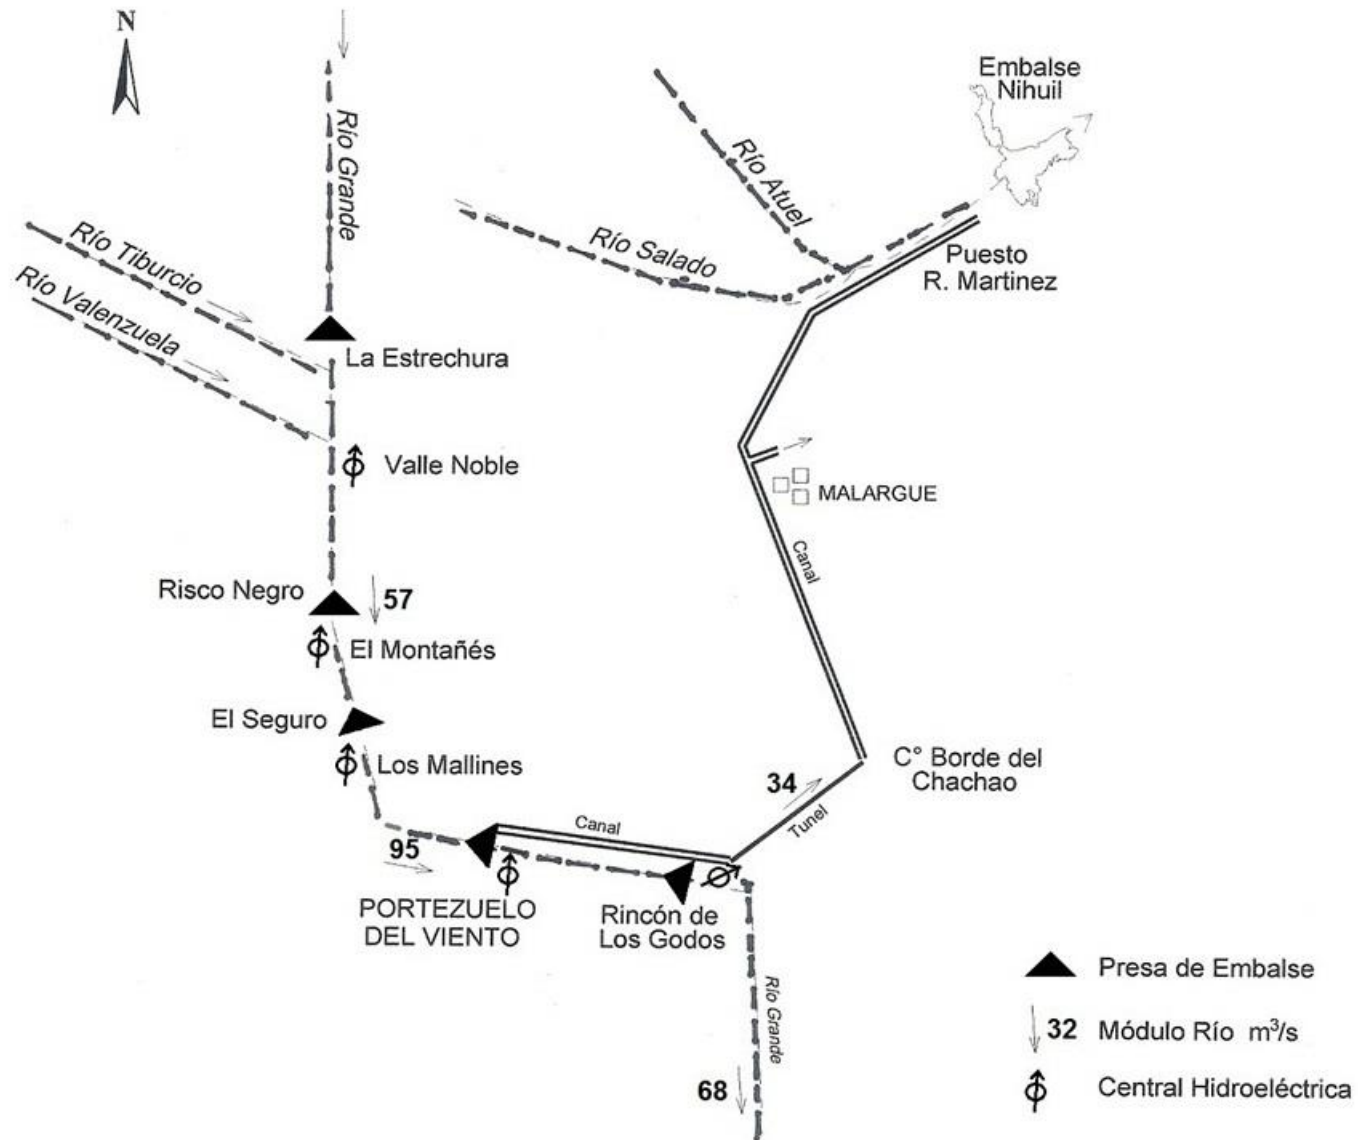 N
Río Grande
Embalse
Nihuil
Río Atuel
Río Salado
Puesto
R. Martinez
Río Tiburcio
Río Valenzuela
La Estrechura
Valle Noble
MALARGUE
Canal
Risco Negro
57
El Montañés
El Seguro
Los Mallines
C° Borde del
Chachao
34
Tunel
Canal
95
PORTEZUELO
DEL VIENTO
Rincón de
Los Godos
Río Grande
68
Presa de Embalse
32 Módulo Río m³/s
Central Hidroeléctrica